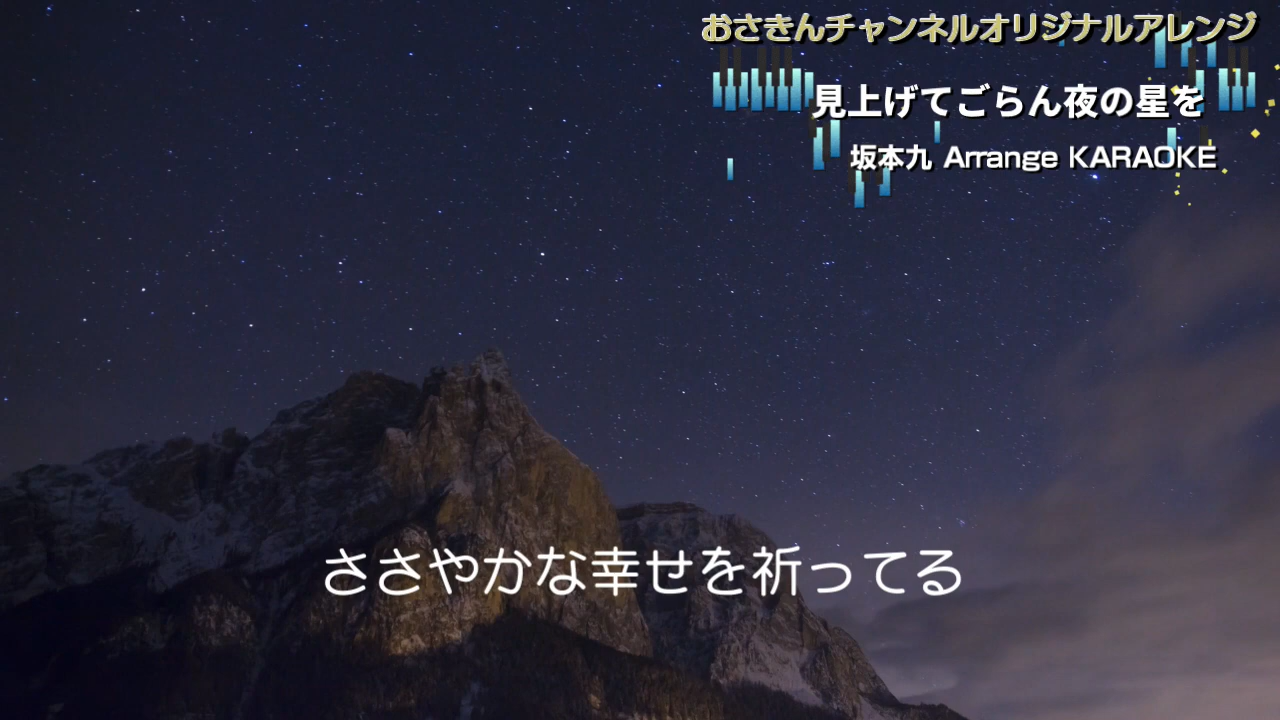 おさきんチャンネルオリジナルアレンジ
見上げてごらん夜の星を
坂本九 Arrange KARAOKE
ささやかな幸せを祈ってる